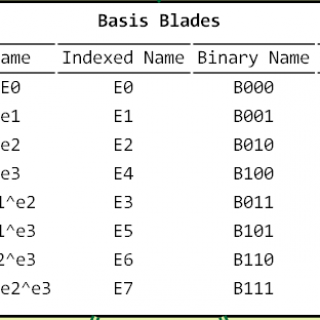 Basis Blades
ame Indexed Name Binary Name
E0 E0 B000
e1 E1 B001
e2 E2 B010
e3 E4 B100
1^e2 E3 B011
1^e3 E5 B101
2^e3 E6 B110
e2^e3 E7 B111